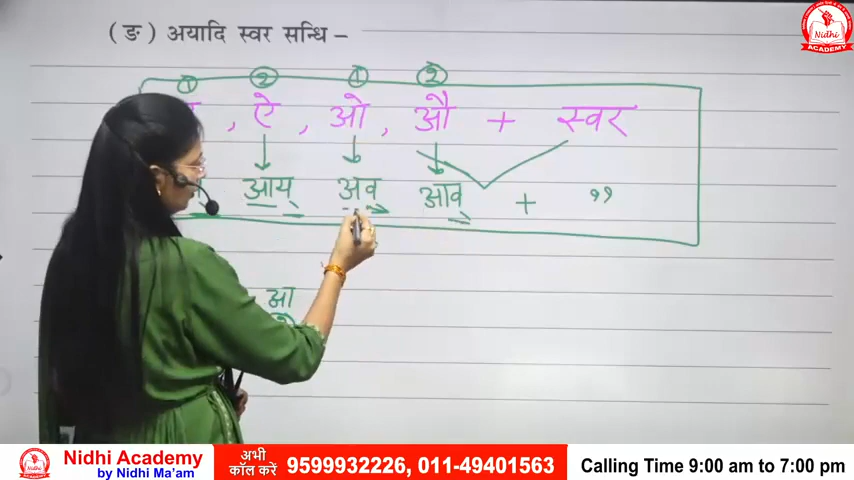 ( ङ ) अयादि स्वर सन्धि –
Nidhi
ACADEMY
① ② ① ②
, ऐ , ओ , औ + स्वर
आय् अव् आव् + ,,
आ
Nidhi Academy
by Nidhi Ma'am
अभी
कॉल करें
9599932226, 011-49401563
Calling Time 9:00 am to 7:00 pm